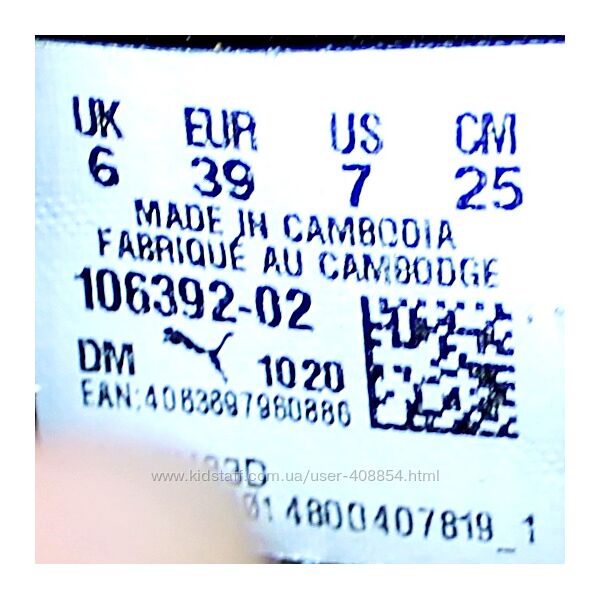 UK EUR US CM
6 39 7 25
MADE IN CAMBODIA
FABRIQUÉ AU CAMBODGE
106392-02
DM 1020
EAN:4063697960886
www.kidstaff.com.ua/user-408854.html
14800407819_1